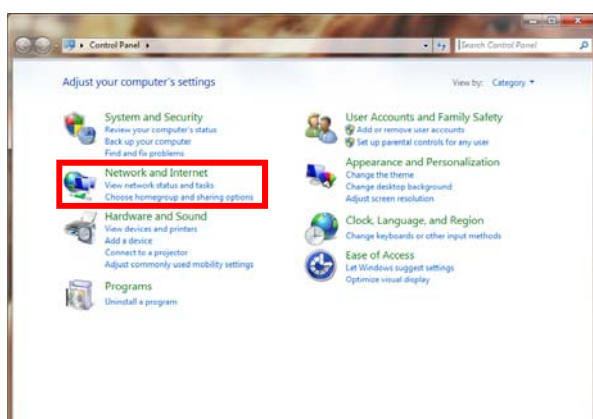 Control Panel
Search Control Panel
Adjust your computer's settings
View by: Category
System and Security
Review your computer's status
Back up your computer
Find and fix problems
Network and Internet
View network status and tasks
Choose homegroup and sharing options
Hardware and Sound
View devices and printers
Add a device
Connect to a projector
Adjust commonly used mobility settings
Programs
Uninstall a program
User Accounts and Family Safety
Add or remove user accounts
Set up parental controls for any user
Appearance and Personalization
Change the theme
Change desktop background
Adjust screen resolution
Clock, Language, and Region
Change keyboards or other input methods
Ease of Access
Let Windows suggest settings
Optimize visual display